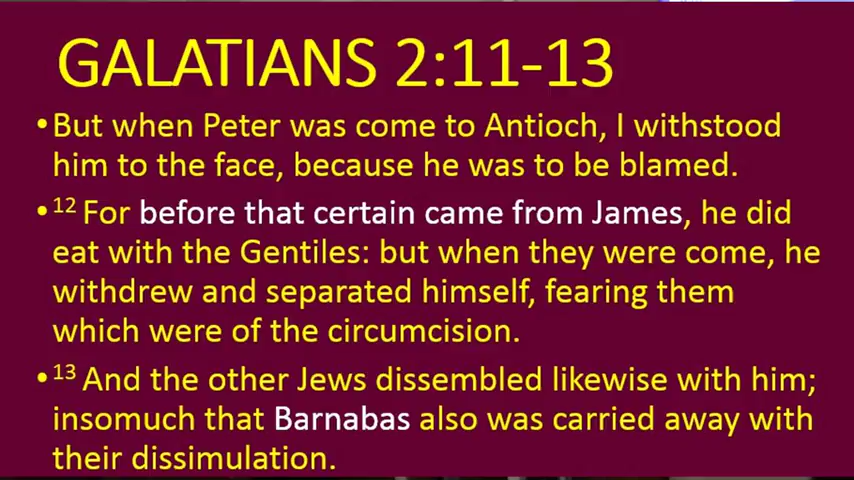 GALATIANS 2:11-13
•But when Peter was come to Antioch, I withstood
him to the face, because he was to be blamed.
•12 For before that certain came from James, he did
eat with the Gentiles: but when they were come, he
withdrew and separated himself, fearing them
which were of the circumcision.
•13 And the other Jews dissembled likewise with him;
insomuch that Barnabas also was carried away with
their dissimulation.